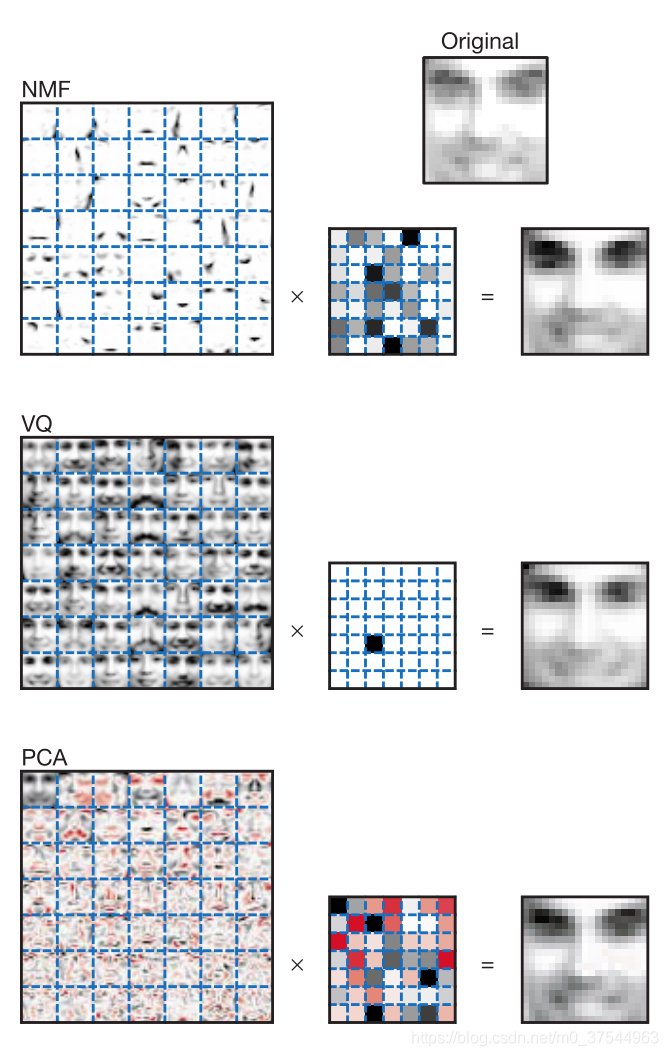 Original
NMF
×
=
VQ
×
=
PCA
×
=
https://blog.csdn.net/m0_37544963